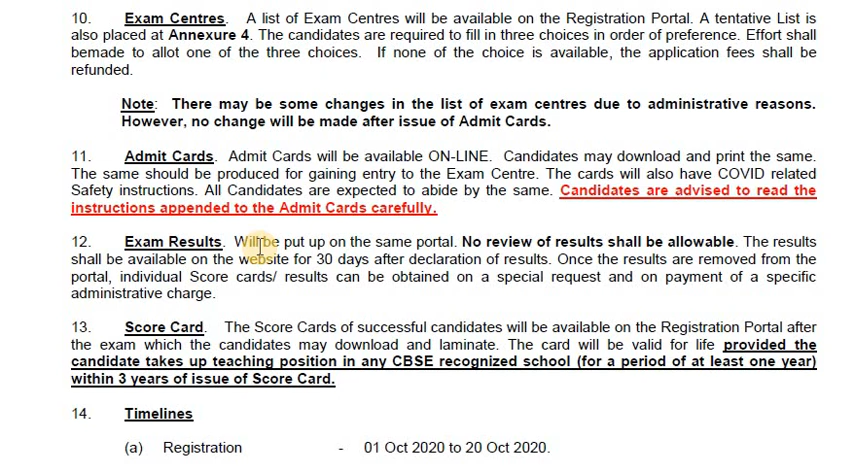 10. Exam Centres. A list of Exam Centres will be available on the Registration Portal. A tentative List is
also placed at Annexure 4. The candidates are required to fill in three choices in order of preference. Effort shall
bemade to allot one of the three choices. If none of the choice is available, the application fees shall be
refunded.
Note: There may be some changes in the list of exam centres due to administrative reasons.
However, no change will be made after issue of Admit Cards.
11. Admit Cards. Admit Cards will be available ON-LINE. Candidates may download and print the same.
The same should be produced for gaining entry to the Exam Centre. The cards will also have COVID related
Safety instructions. All Candidates are expected to abide by the same. Candidates are advised to read the
instructions appended to the Admit Cards carefully.
12. Exam Results. Will be put up on the same portal. No review of results shall be allowable. The results
shall be available on the website for 30 days after declaration of results. Once the results are removed from the
portal, individual Score cards/ results can be obtained on a special request and on payment of a specific
administrative charge.
13. Score Card. The Score Cards of successful candidates will be available on the Registration Portal after
the exam which the candidates may download and laminate. The card will be valid for life provided the
candidate takes up teaching position in any CBSE recognized school (for a period of at least one year)
within 3 years of issue of Score Card.
14. Timelines
(a) Registration - 01 Oct 2020 to 20 Oct 2020.